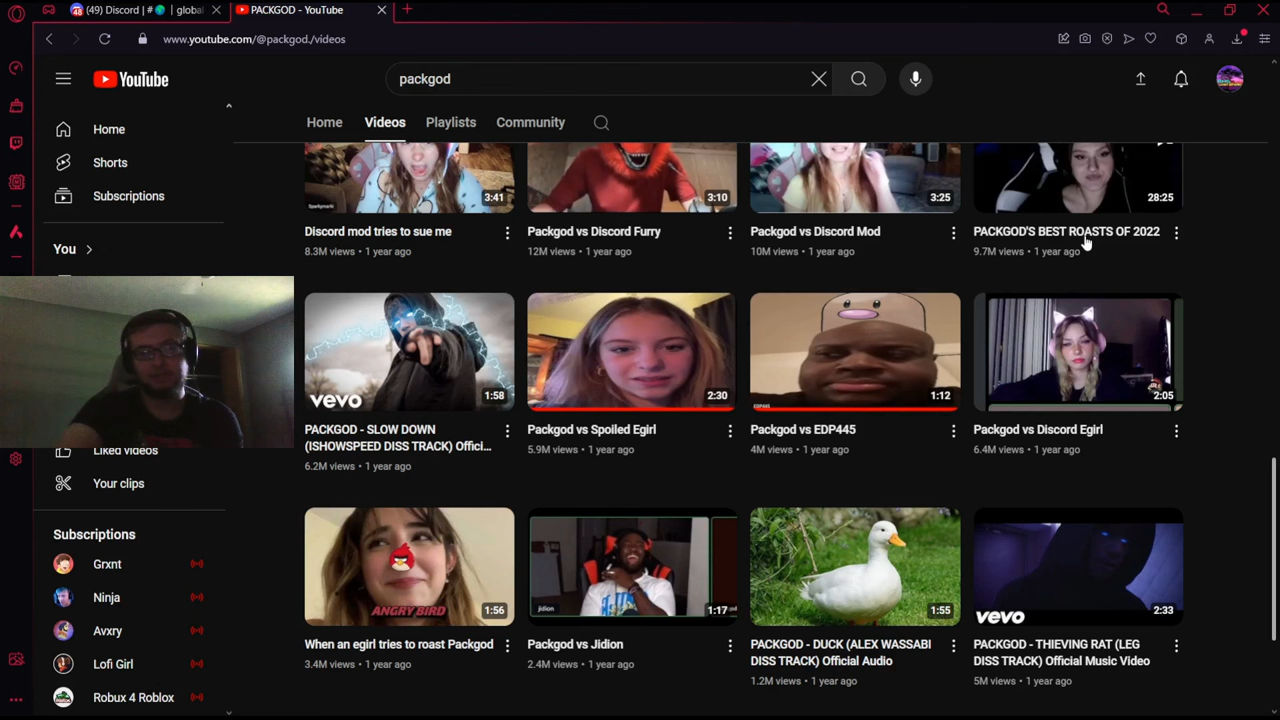 (49) Discord | # | global
PACKGOD - YouTube
www.youtube.com/@packgod./videos
YouTube
packgod
Home
Shorts
Subscriptions
You
Liked videos
Your clips
Subscriptions
Grxnt
Ninja
Avxry
Lofi Girl
Robux 4 Roblox
Home
Videos
Playlists
Community
3:41
3:10
3:25
28:25
Discord mod tries to sue me
8.3M views • 1 year ago
Packgod vs Discord Furry
12M views • 1 year ago
Packgod vs Discord Mod
10M views • 1 year ago
PACKGOD'S BEST ROASTS OF 2022
9.7M views • 1 year ago
vevo
1:58
2:30
EDP445
1:12
2:05
PACKGOD - SLOW DOWN
(ISHOWSPEED DISS TRACK) Offici...
6.2M views • 1 year ago
Packgod vs Spoiled Egirl
5.9M views • 1 year ago
Packgod vs EDP445
4M views • 1 year ago
Packgod vs Discord Egirl
6.4M views • 1 year ago
ANGRY BIRD
1:56
jidion
1:17
1:55
vevo
2:33
When an egirl tries to roast Packgod
3.4M views • 1 year ago
Packgod vs Jidion
2.4M views • 1 year ago
PACKGOD - DUCK (ALEX WASSABI
DISS TRACK) Official Audio
1.2M views • 1 year ago
PACKGOD - THIEVING RAT (LEG
DISS TRACK) Official Music Video
5M views • 1 year ago